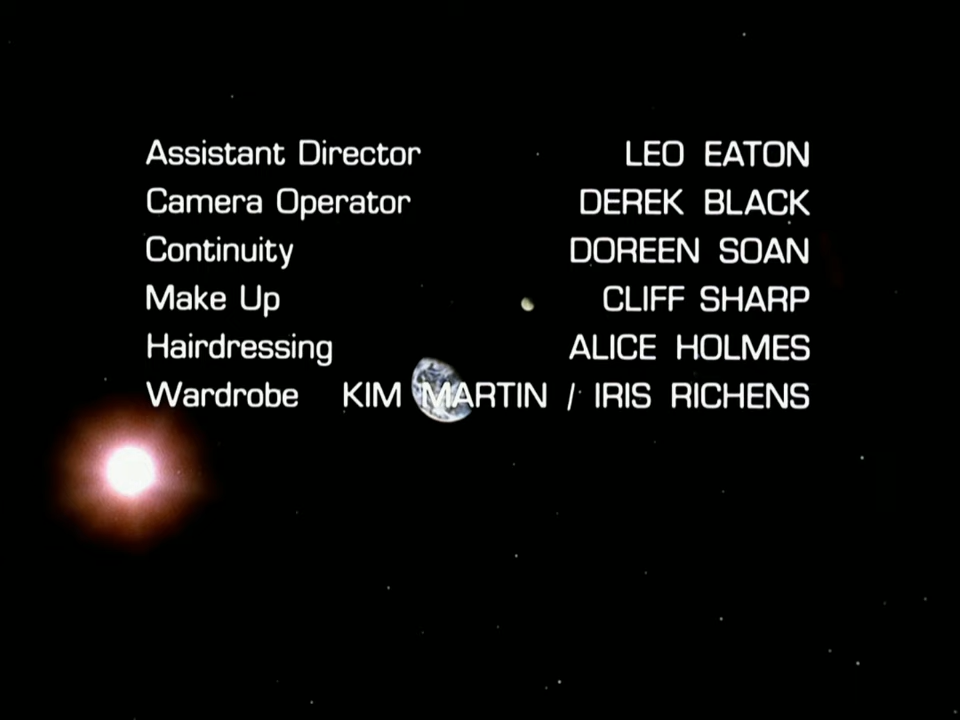 Assistant Director LEO EATON
Camera Operator DEREK BLACK
Continuity DOREEN SOAN
Make Up CLIFF SHARP
Hairdressing ALICE HOLMES
Wardrobe KIM MARTIN / IRIS RICHENS